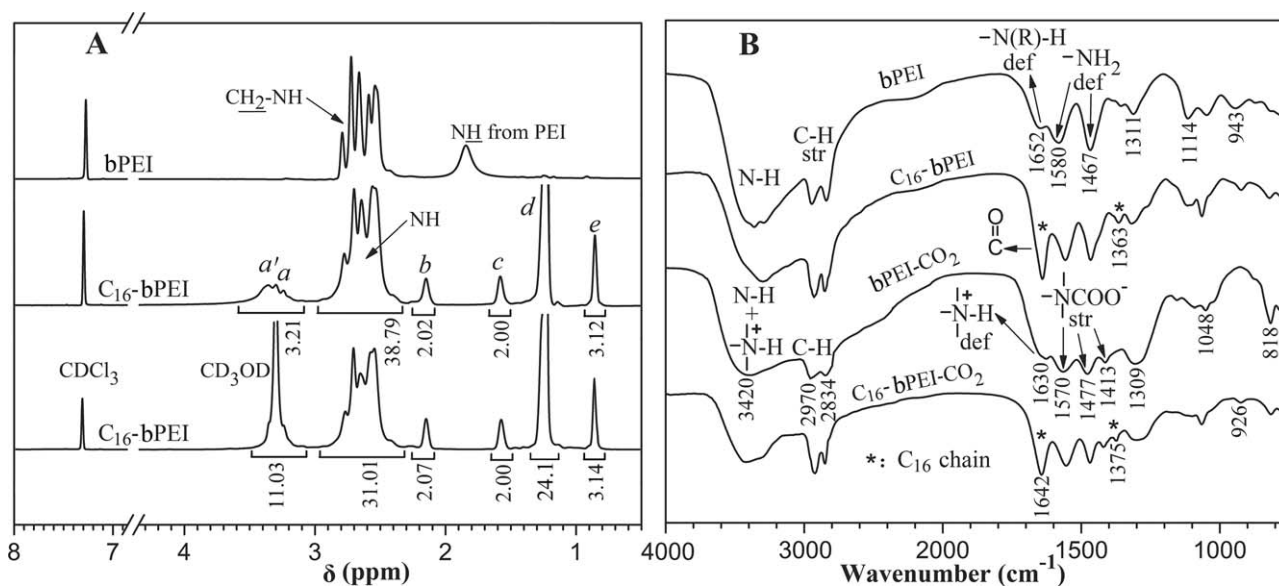 A
CH2-NH
NH from PEI
bPEI
NH
a'
a
b
c
d
e
C16-bPEI
3.21
38.79
2.02
2.00
3.12
CDCl3
CD3OD
C16-bPEI
11.03
31.01
2.07
2.00
24.1
3.14
8
7
4
3
2
1
δ (ppm)
B
bPEI
−N(R)-H
def
−NH2
def
C-H
str
N-H
1652
1580
1467
1311
1114
943
C16-bPEI
O
C
*
*
1363
bPEI-CO2
N-H
+
−N-H
+
C-H
−N-H
+
def
−NCOO−
str
3420
2970
2834
1630
1570
1477
1413
1309
1048
818
C16-bPEI-CO2
*
*
1642
1375
926
*: C16 chain
4000
3000
2000
1500
1000
Wavenumber (cm-1)